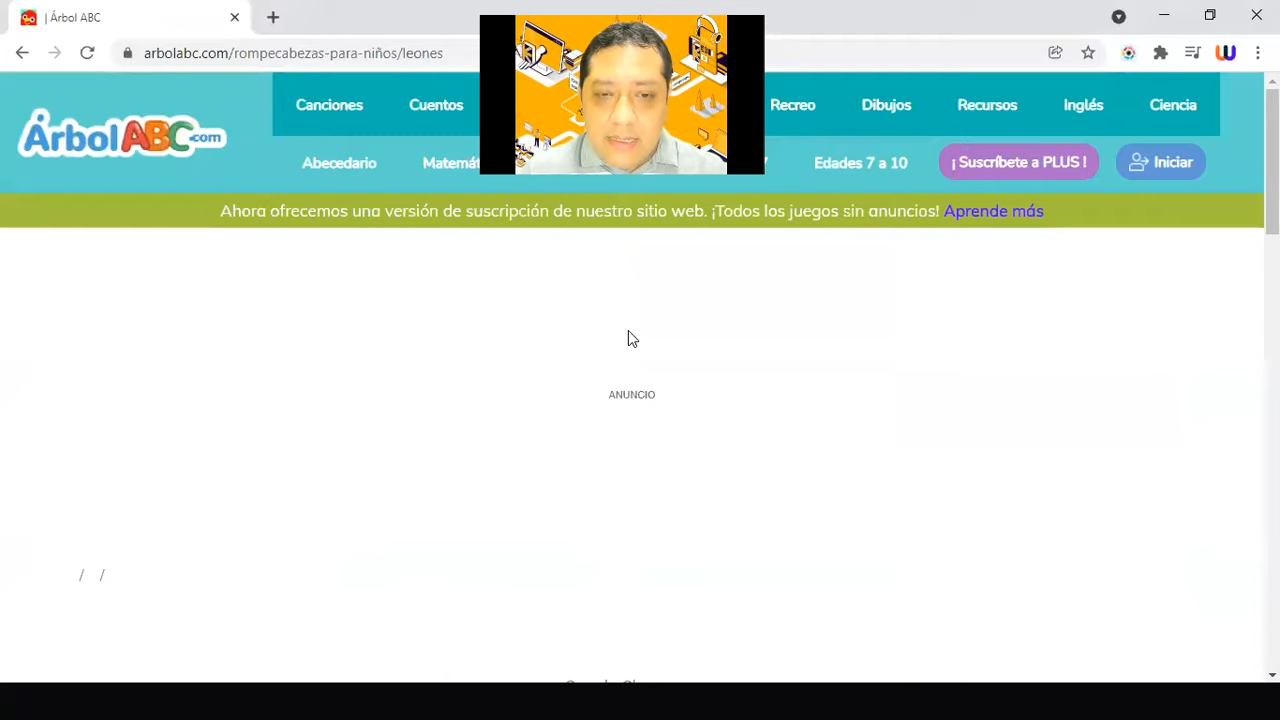 | Árbol ABC
arbolabc.com/rompecabezas-para-niños/leones
ÁrbolABC.com
Canciones Cuentos Recreo Dibujos Recursos Inglés Ciencia
Abecedario Edades 7 a 10 ¡ Suscríbete a PLUS ! Iniciar
Ahora ofrecemos una versión de suscripción de nuestro sitio web. ¡Todos los juegos sin anuncios! Aprende más
ANUNCIO
/ /